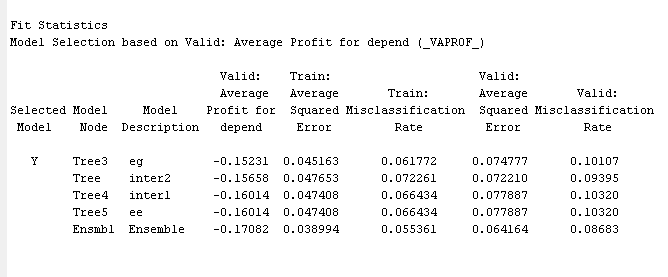 Fit Statistics
Model Selection based on Valid: Average Profit for depend (_VAPROF_)
Valid: Train: Valid:
Average Average Train: Average Valid:
Selected Model Model Profit for Squared Misclassification Squared Misclassification
Model Node Description depend Error Rate Error Rate
Y Tree3 eg -0.15231 0.045163 0.061772 0.074777 0.10107
Tree inter2 -0.15658 0.047653 0.072261 0.072210 0.09395
Tree4 inter1 -0.16014 0.047408 0.066434 0.077887 0.10320
Tree5 ee -0.16014 0.047408 0.066434 0.077887 0.10320
Ensmbl Ensemble -0.17082 0.038994 0.055361 0.064164 0.08683